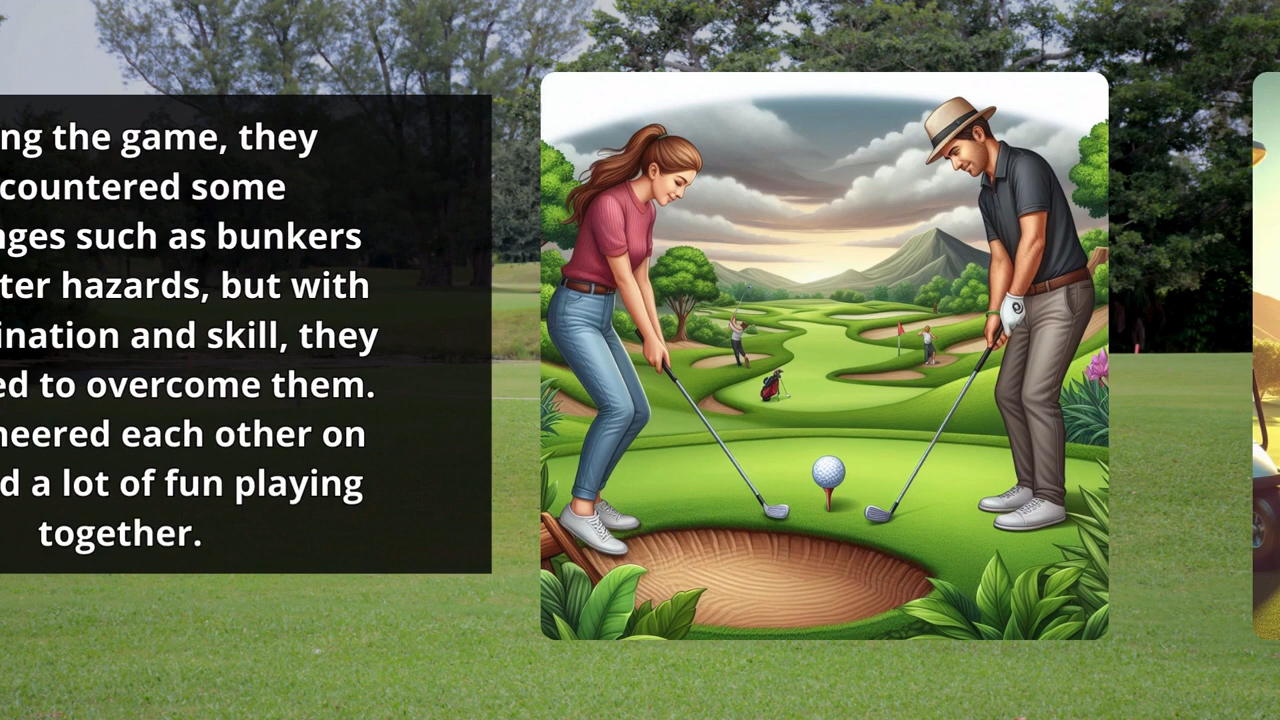 ng the game, they
countered some
nges such as bunkers
ter hazards, but with
ination and skill, they
ed to overcome them.
heered each other on
d a lot of fun playing
together.